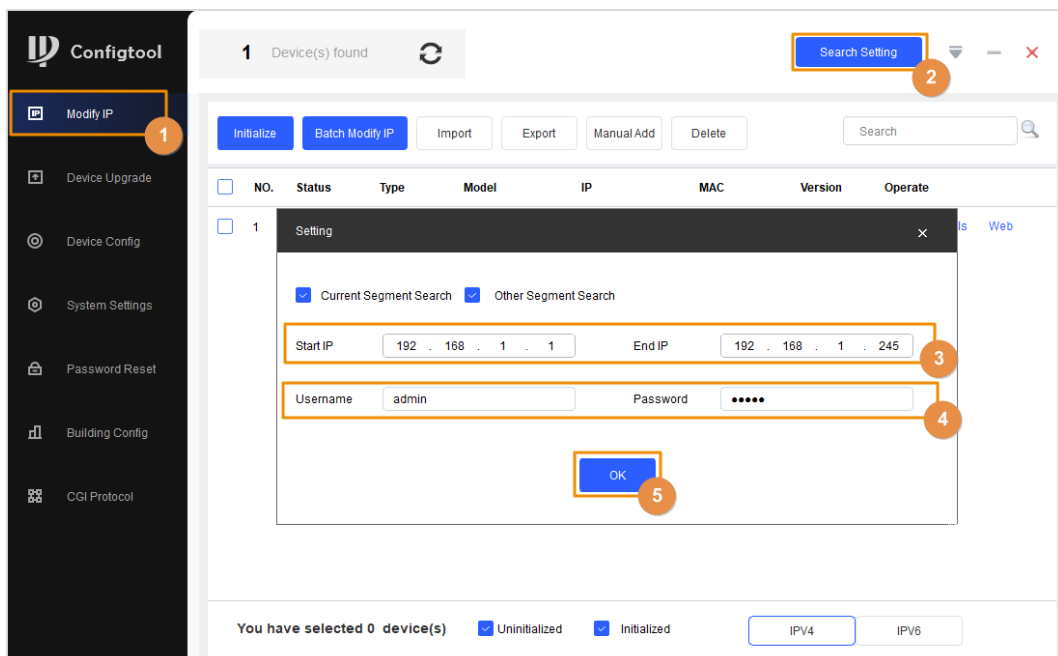 Configtool
1 Device(s) found
Search Setting
2
IP Modify IP
1
Initialize Batch Modify IP Import Export Manual Add Delete Search
Device Upgrade
NO. Status Type Model IP MAC Version Operate
1 ls Web
Setting
Device Config
Current Segment Search Other Segment Search
System Settings
Start IP 192 . 168 . 1 . 1 End IP 192 . 168 . 1 . 245
3
Password Reset
Username admin Password •••••
4
Building Config
OK
5
CGI Protocol
You have selected 0 device(s) Uninitialized Initialized IPV4 IPV6